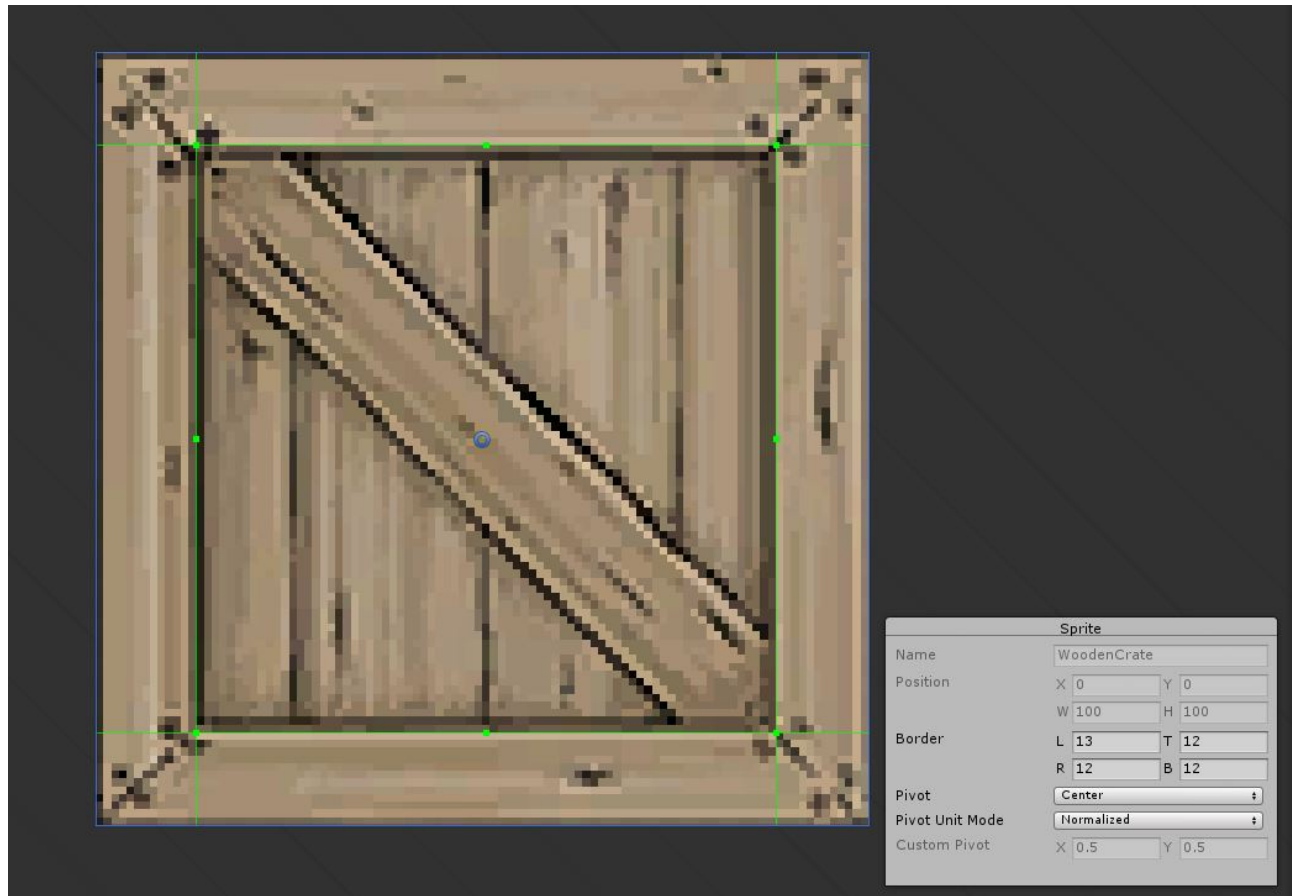 Sprite
Name WoodenCrate
Position X 0 Y 0
W 100 H 100
Border L 13 T 12
R 12 B 12
Pivot Center
Pivot Unit Mode Normalized
Custom Pivot X 0.5 Y 0.5